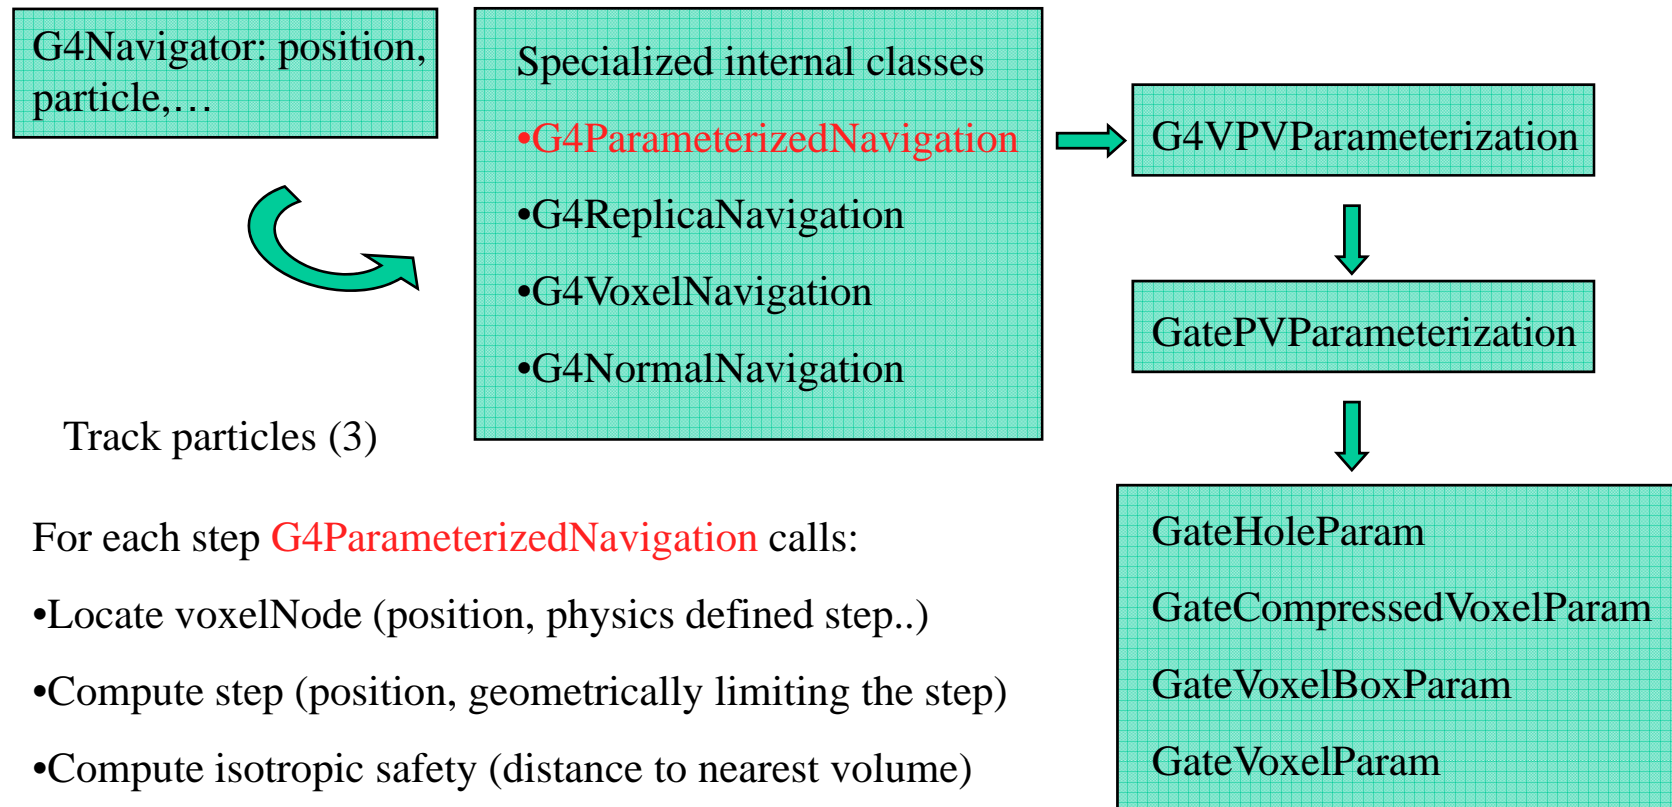 G4Navigator: position,
particle,...
Specialized internal classes
•G4ParameterizedNavigation
•G4ReplicaNavigation
•G4VoxelNavigation
•G4NormalNavigation
G4VPVParameterization
GatePVParameterization
GateHoleParam
GateCompressedVoxelParam
GateVoxelBoxParam
GateVoxelParam
Track particles (3)
For each step G4ParameterizedNavigation calls:
•Locate voxelNode (position, physics defined step..)
•Compute step (position, geometrically limiting the step)
•Compute isotropic safety (distance to nearest volume)